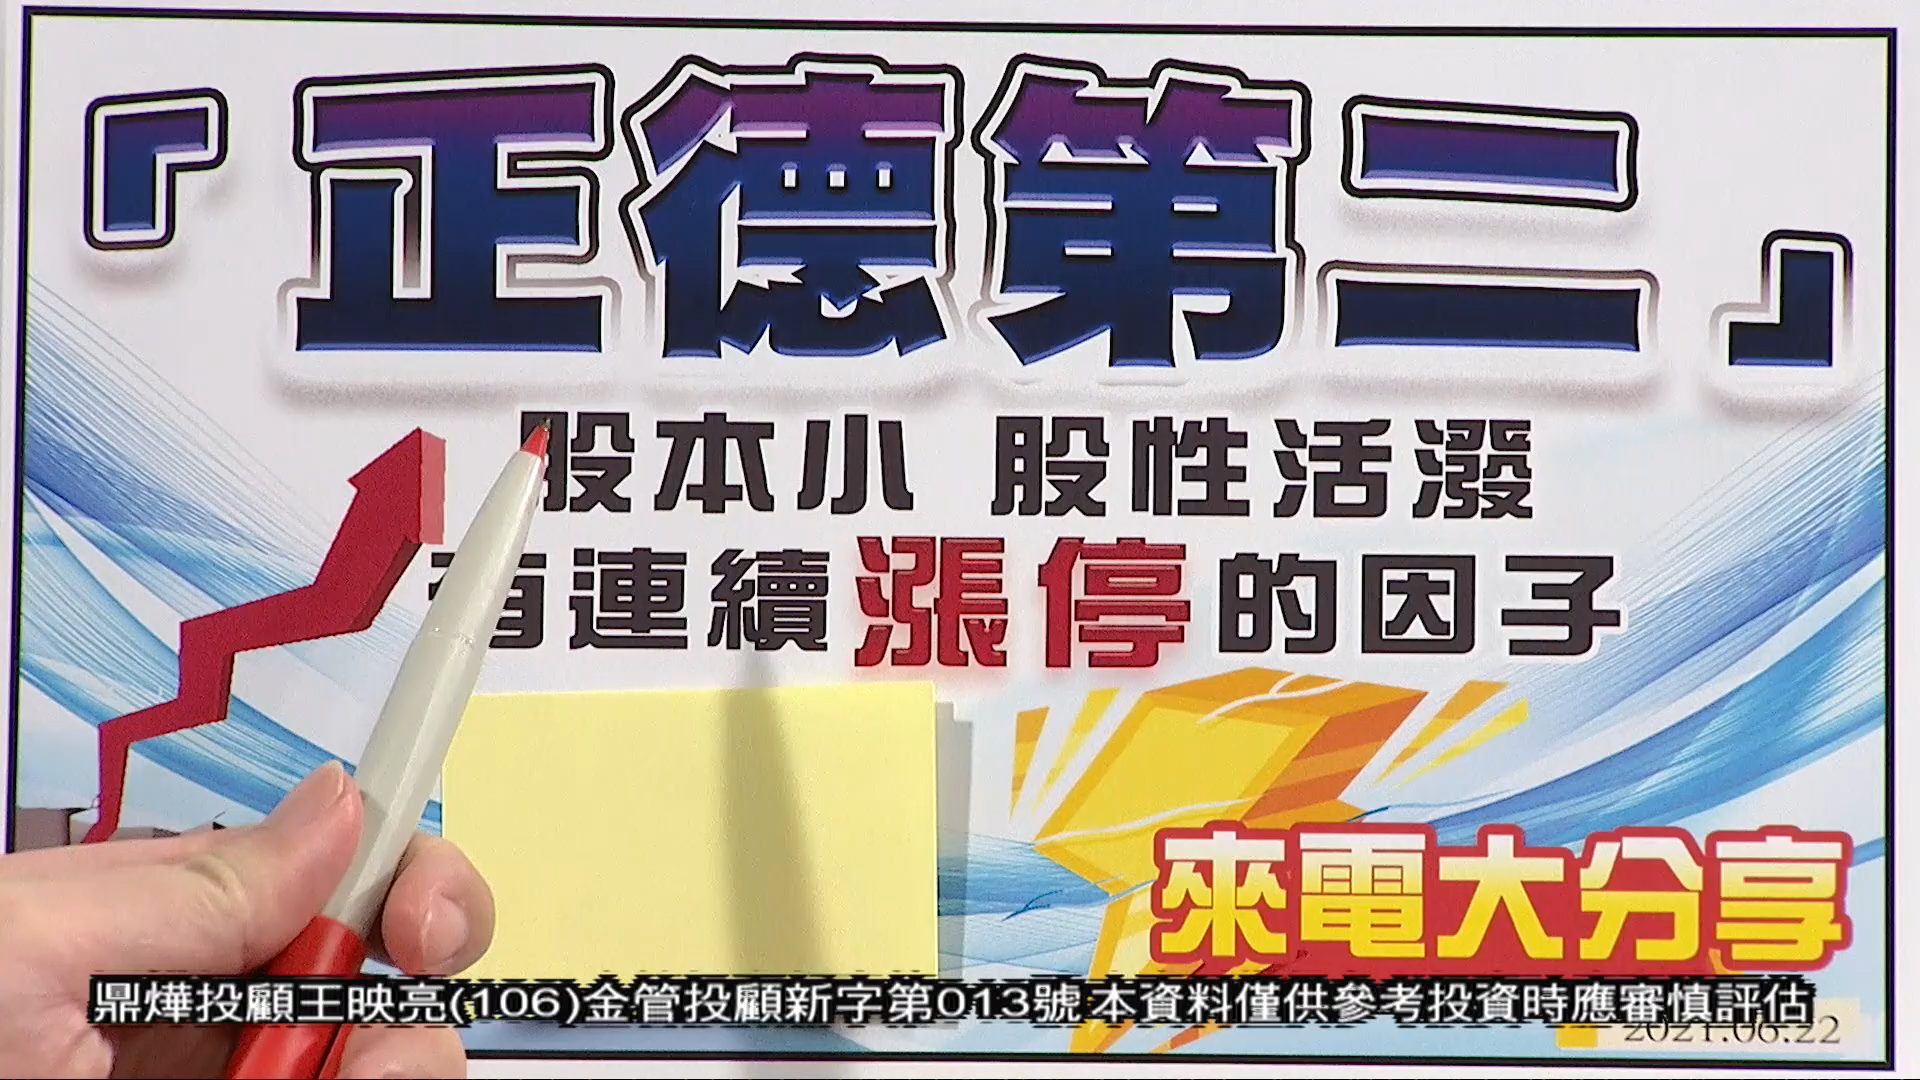 『正德第二』
股本小 股性活潑
有連續漲停的因子
來電大分享
鼎燁投顧王映亮(106)金管投顧新字第013號 本資料僅供參考投資時應審慎評估
2021.06.22